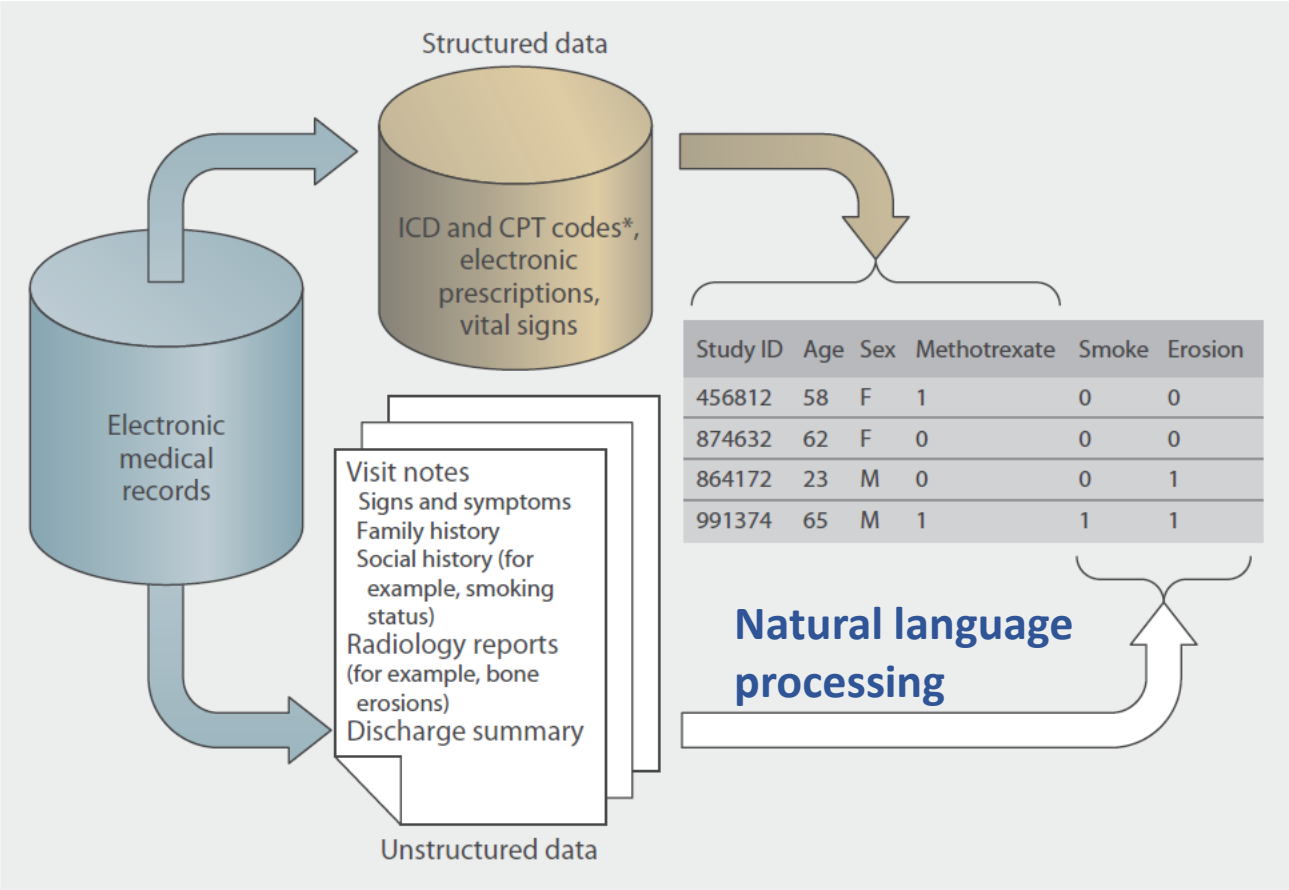 Structured data
ICD and CPT codes*,
electronic
prescriptions,
vital signs
Electronic
medical
records
Study ID Age Sex Methotrexate Smoke Erosion
456812 58 F 1 0 0
874632 62 F 0 0 0
864172 23 M 0 0 1
991374 65 M 1 1 1
Visit notes
Signs and symptoms
Family history
Social history (for
example, smoking
status)
Radiology reports
(for example, bone
erosions)
Discharge summary
Natural language
processing
Unstructured data